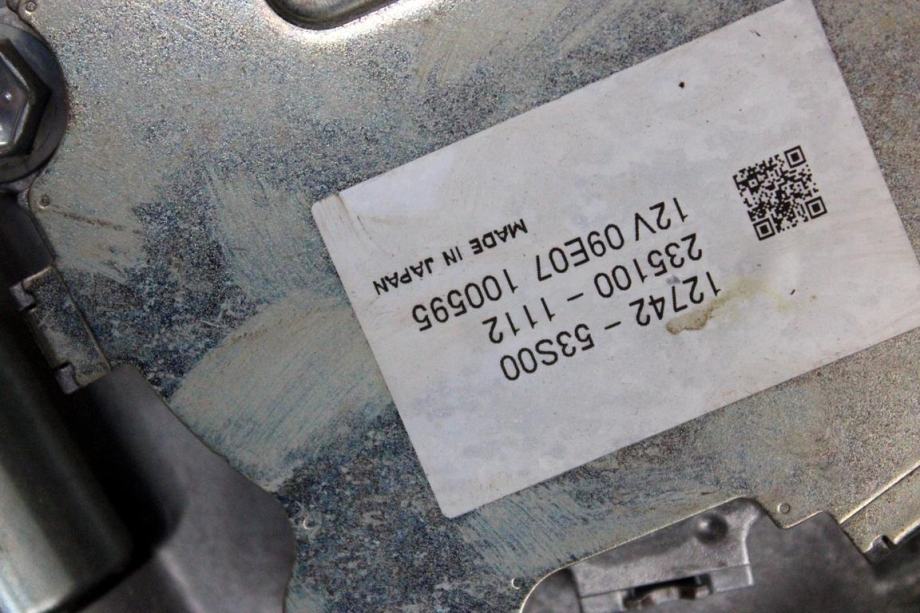 12742 - 53S00
235100 - 1112
12V 09E07 100595
MADE IN JAPAN